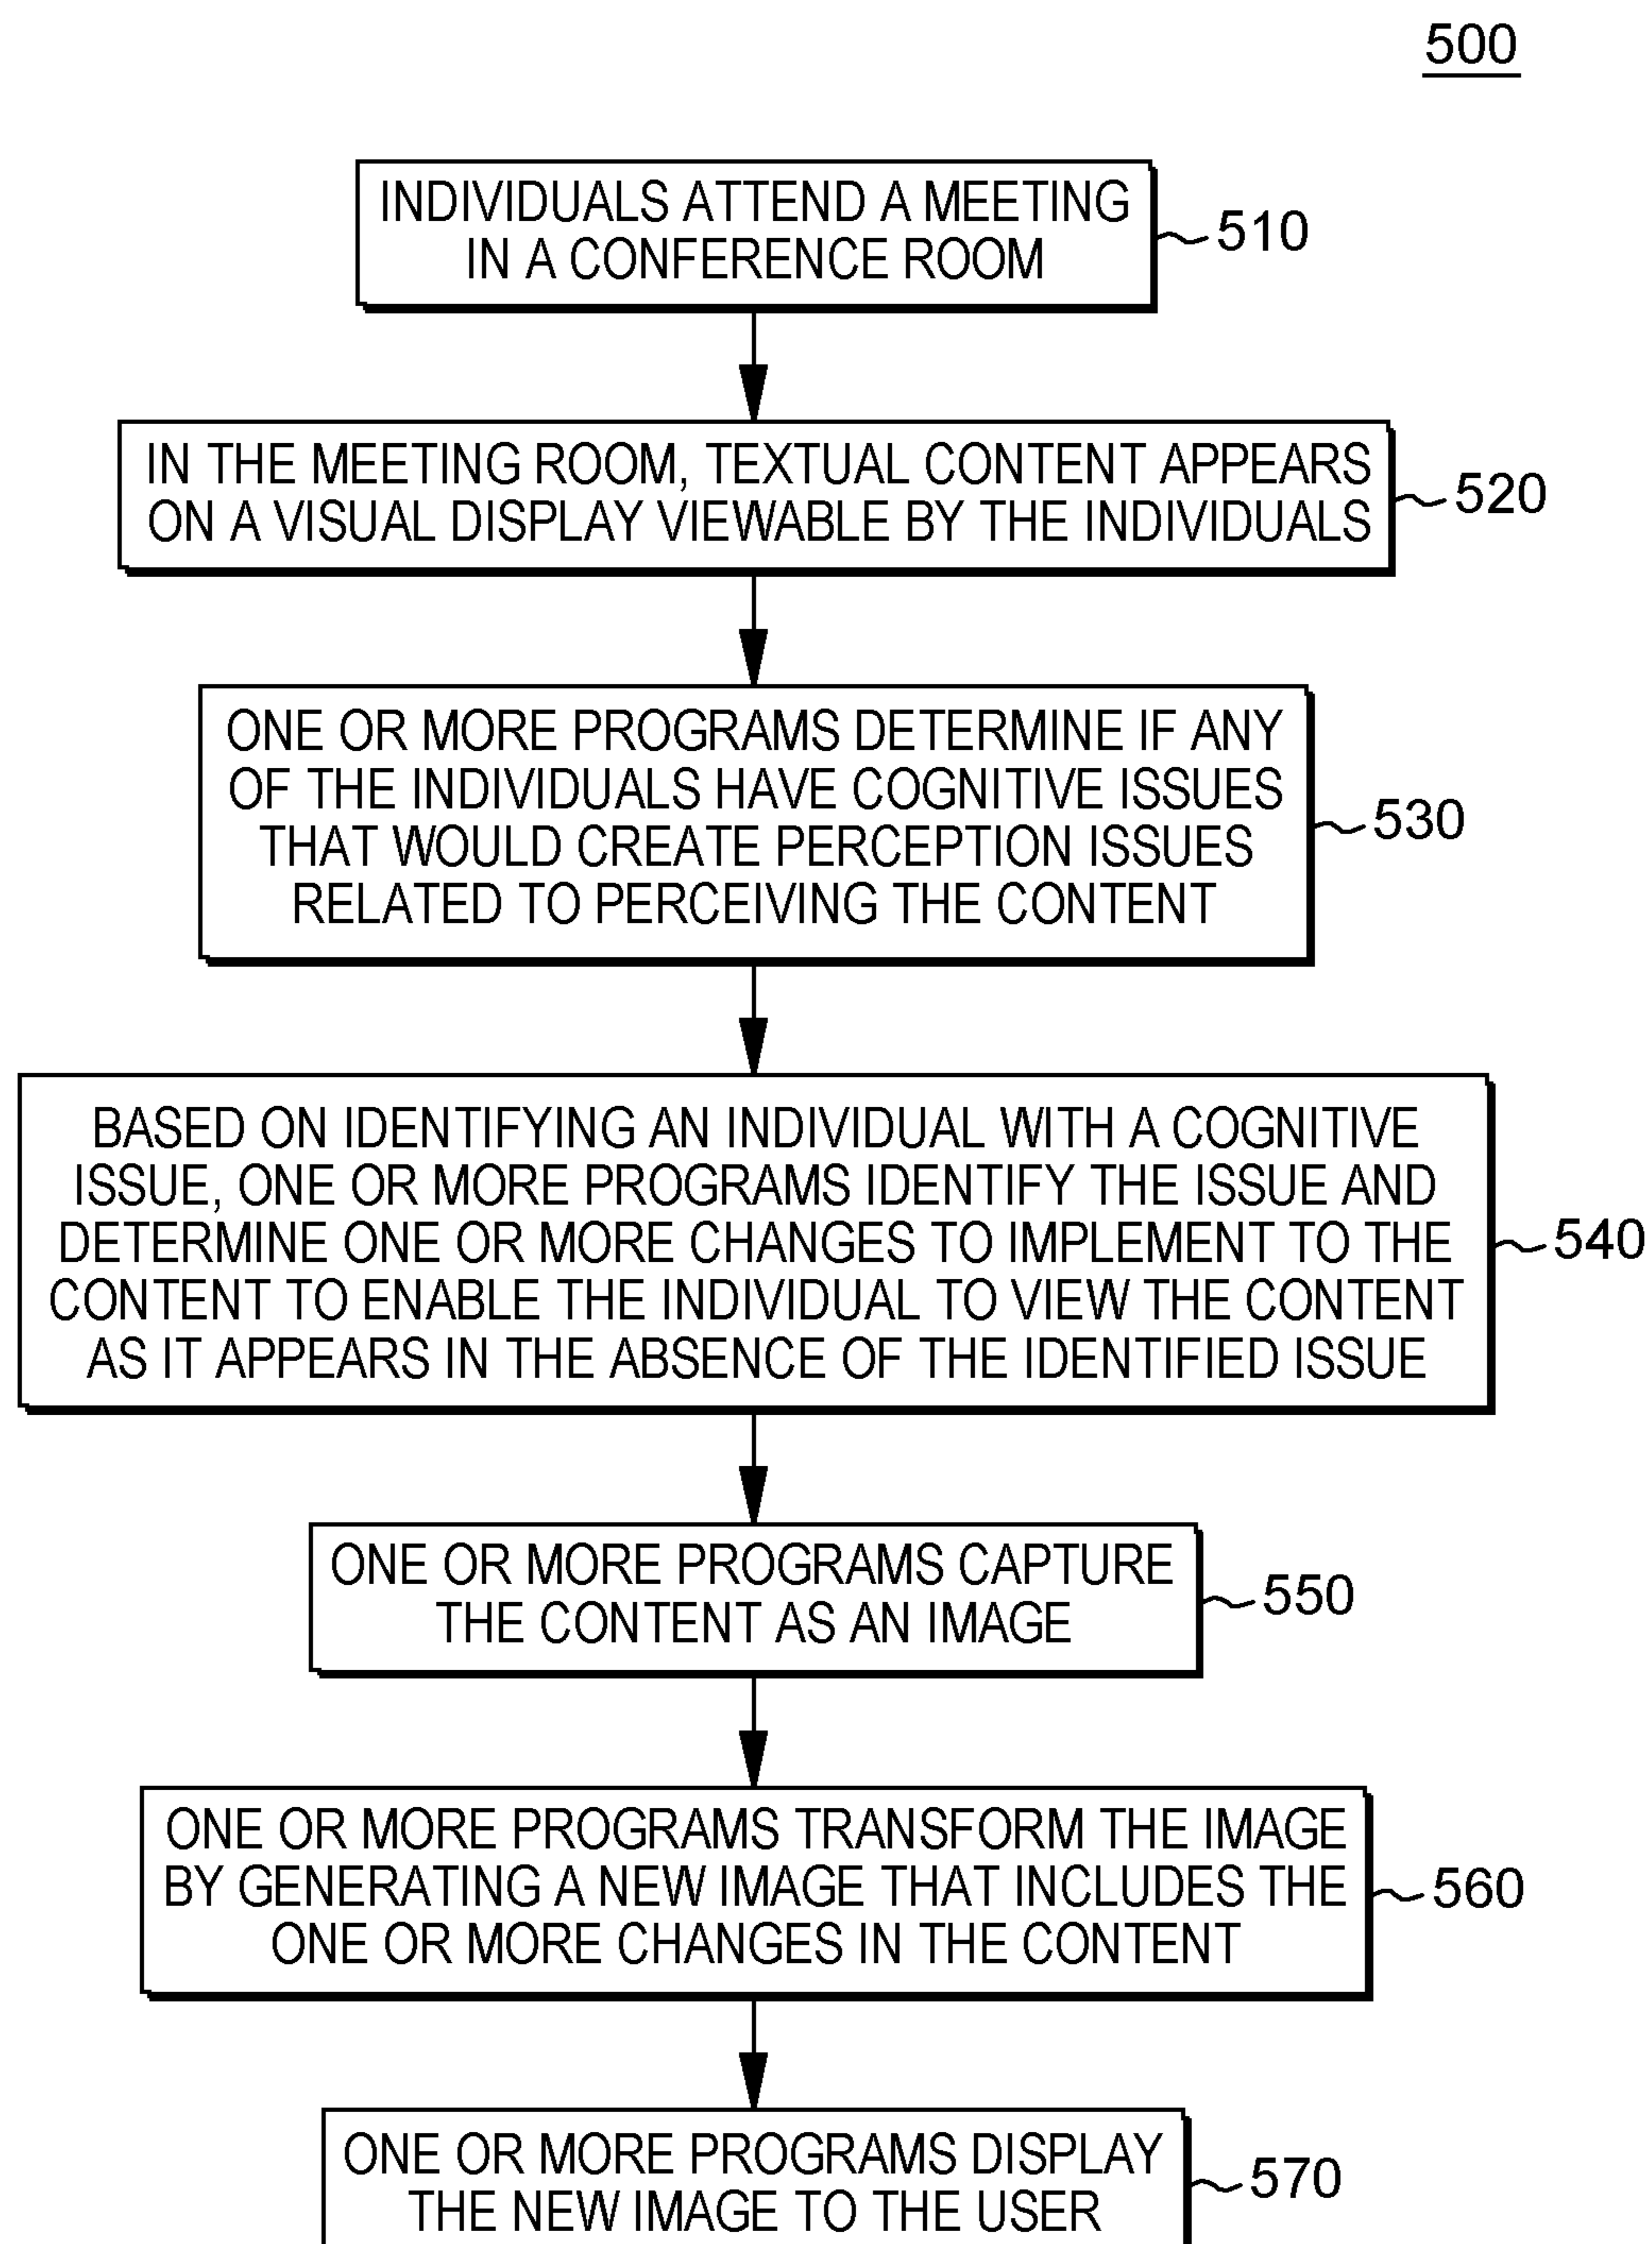 500
INDIVIDUALS ATTEND A MEETING
IN A CONFERENCE ROOM
510
IN THE MEETING ROOM, TEXTUAL CONTENT APPEARS
ON A VISUAL DISPLAY VIEWABLE BY THE INDIVIDUALS
520
ONE OR MORE PROGRAMS DETERMINE IF ANY
OF THE INDIVIDUALS HAVE COGNITIVE ISSUES
THAT WOULD CREATE PERCEPTION ISSUES
RELATED TO PERCEIVING THE CONTENT
530
BASED ON IDENTIFYING AN INDIVIDUAL WITH A COGNITIVE
ISSUE, ONE OR MORE PROGRAMS IDENTIFY THE ISSUE AND
DETERMINE ONE OR MORE CHANGES TO IMPLEMENT TO THE
CONTENT TO ENABLE THE INDIVIDUAL TO VIEW THE CONTENT
AS IT APPEARS IN THE ABSENCE OF THE IDENTIFIED ISSUE
540
ONE OR MORE PROGRAMS CAPTURE
THE CONTENT AS AN IMAGE
550
ONE OR MORE PROGRAMS TRANSFORM THE IMAGE
BY GENERATING A NEW IMAGE THAT INCLUDES THE
ONE OR MORE CHANGES IN THE CONTENT
560
ONE OR MORE PROGRAMS DISPLAY
THE NEW IMAGE TO THE USER
570